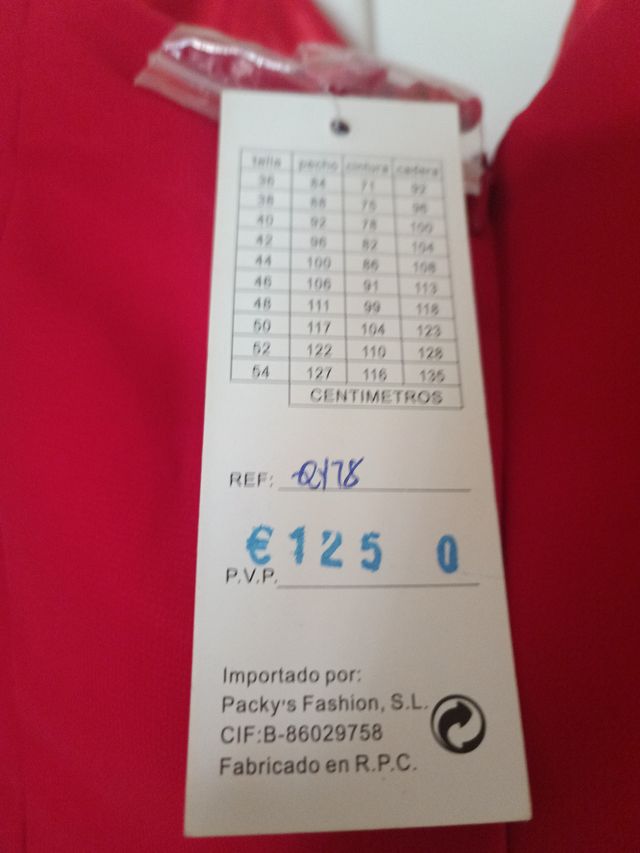 talla pecho cintura cadera
36 84 71 92
38 88 75 96
40 92 78 100
42 96 82 104
44 100 86 108
46 106 91 113
48 111 99 118
50 117 104 123
52 122 110 128
54 127 116 135
CENTIMETROS
REF:
€ 125 0
P.V.P.
Importado por:
Packy's Fashion, S.L.
CIF:B-86029758
Fabricado en R.P.C.